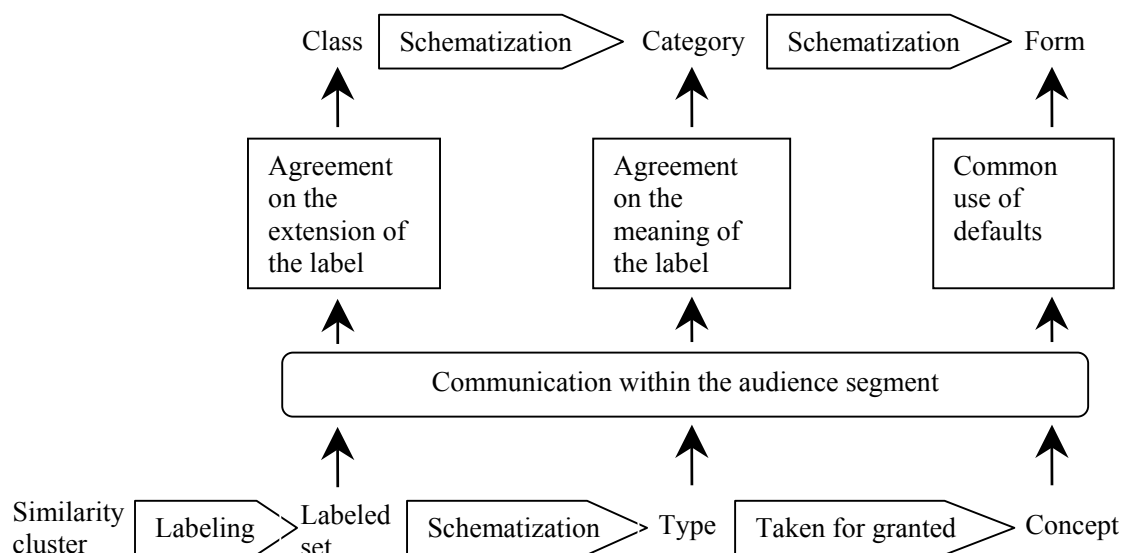 Class Schematization Category Schematization Form
Agreement
on the
extension of
the label
Agreement
on the
meaning of
the label
Common
use of
defaults
Communication within the audience segment
Similarity
cluster
Labeling
Labeled
set
Schematization
Type
Taken for granted
Concept